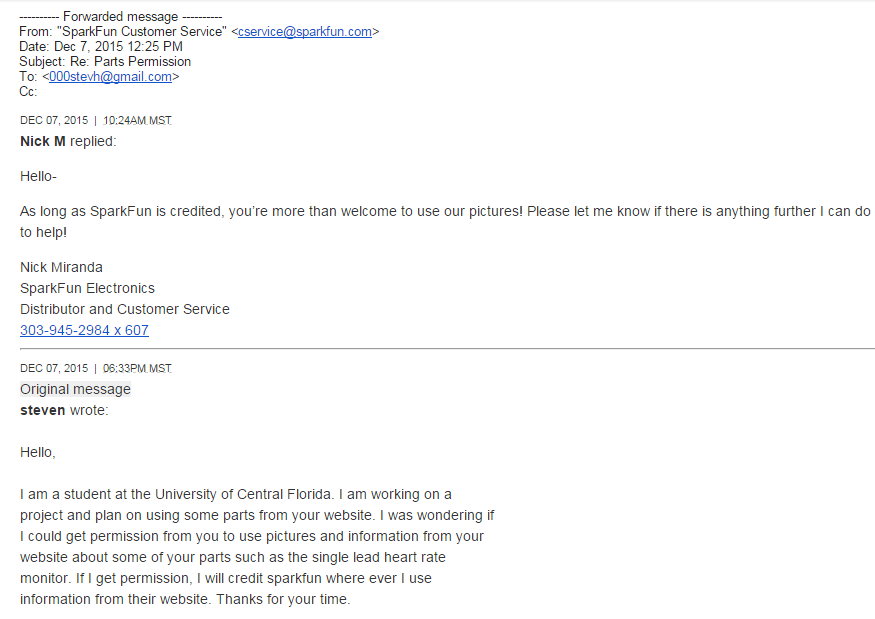 ---------- Forwarded message ----------
From: "SparkFun Customer Service" <cservice@sparkfun.com>
Date: Dec 7, 2015 12:25 PM
Subject: Re: Parts Permission
To: <000stevh@gmail.com>
Cc:
DEC 07, 2015 | 10:24AM MST
Nick M replied:
Hello-
As long as SparkFun is credited, you're more than welcome to use our pictures! Please let me know if there is anything further I can do
to help!
Nick Miranda
SparkFun Electronics
Distributor and Customer Service
303-945-2984 x 607
DEC 07, 2015 | 06:33PM MST
Original message
steven wrote:
Hello,
I am a student at the University of Central Florida. I am working on a
project and plan on using some parts from your website. I was wondering if
I could get permission from you to use pictures and information from your
website about some of your parts such as the single lead heart rate
monitor. If I get permission, I will credit sparkfun where ever I use
information from their website. Thanks for your time.